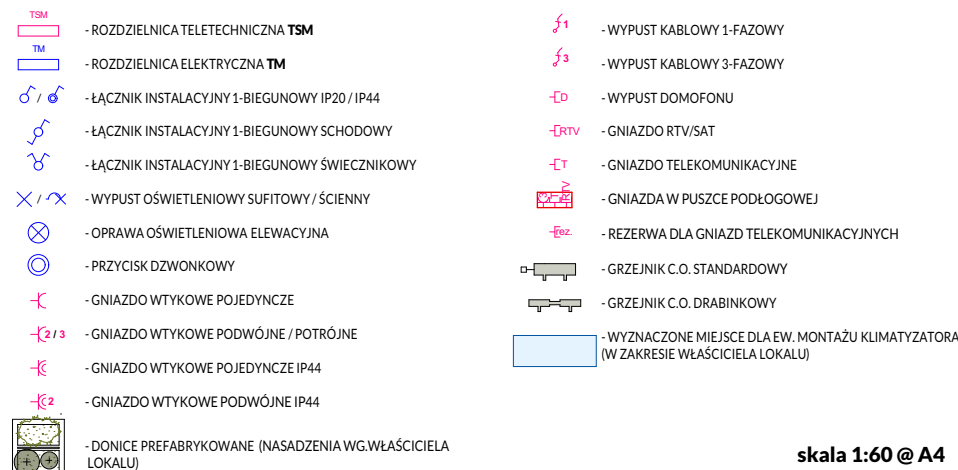 TSM
- ROZDZIELNICA TELETECHNICZNA TSM
TM
- ROZDZIELNICA ELEKTRYCZNA TM
/ - ŁĄCZNIK INSTALACYJNY 1-BIEGUNOWY IP20 / IP44
- ŁĄCZNIK INSTALACYJNY 1-BIEGUNOWY SCHODOWY
- ŁĄCZNIK INSTALACYJNY 1-BIEGUNOWY ŚWIECZNIKOWY
/ - WYPUST OŚWIETLENIOWY SUFITOWY / ŚCIENNY
- OPRAWA OŚWIETLENIOWA ELEWACYJNA
- PRZYCISK DZWONKOWY
- GNIAZDO WTYKOWE POJEDYNCZE
2 / 3 - GNIAZDO WTYKOWE PODWÓJNE / POTRÓJNE
- GNIAZDO WTYKOWE POJEDYNCZE IP44
2 - GNIAZDO WTYKOWE PODWÓJNE IP44
- DONICE PREFABRYKOWANE (NASADZENIA WG.WŁAŚCICIELA
LOKALU)
1 - WYPUST KABLOWY 1-FAZOWY
3 - WYPUST KABLOWY 3-FAZOWY
D - WYPUST DOMOFONU
RTV - GNIAZDO RTV/SAT
T - GNIAZDO TELEKOMUNIKACYJNE
- GNIAZDA W PUSZCE PODŁOGOWEJ
rez. - REZERWA DLA GNIAZD TELEKOMUNIKACYJNYCH
- GRZEJNIK C.O. STANDARDOWY
- GRZEJNIK C.O. DRABINKOWY
- WYZNACZONE MIEJSCE DLA EW. MONTAŻU KLIMATYZATORA
(W ZAKRESIE WŁAŚCICIELA LOKALU)
skala 1:60 @ A4